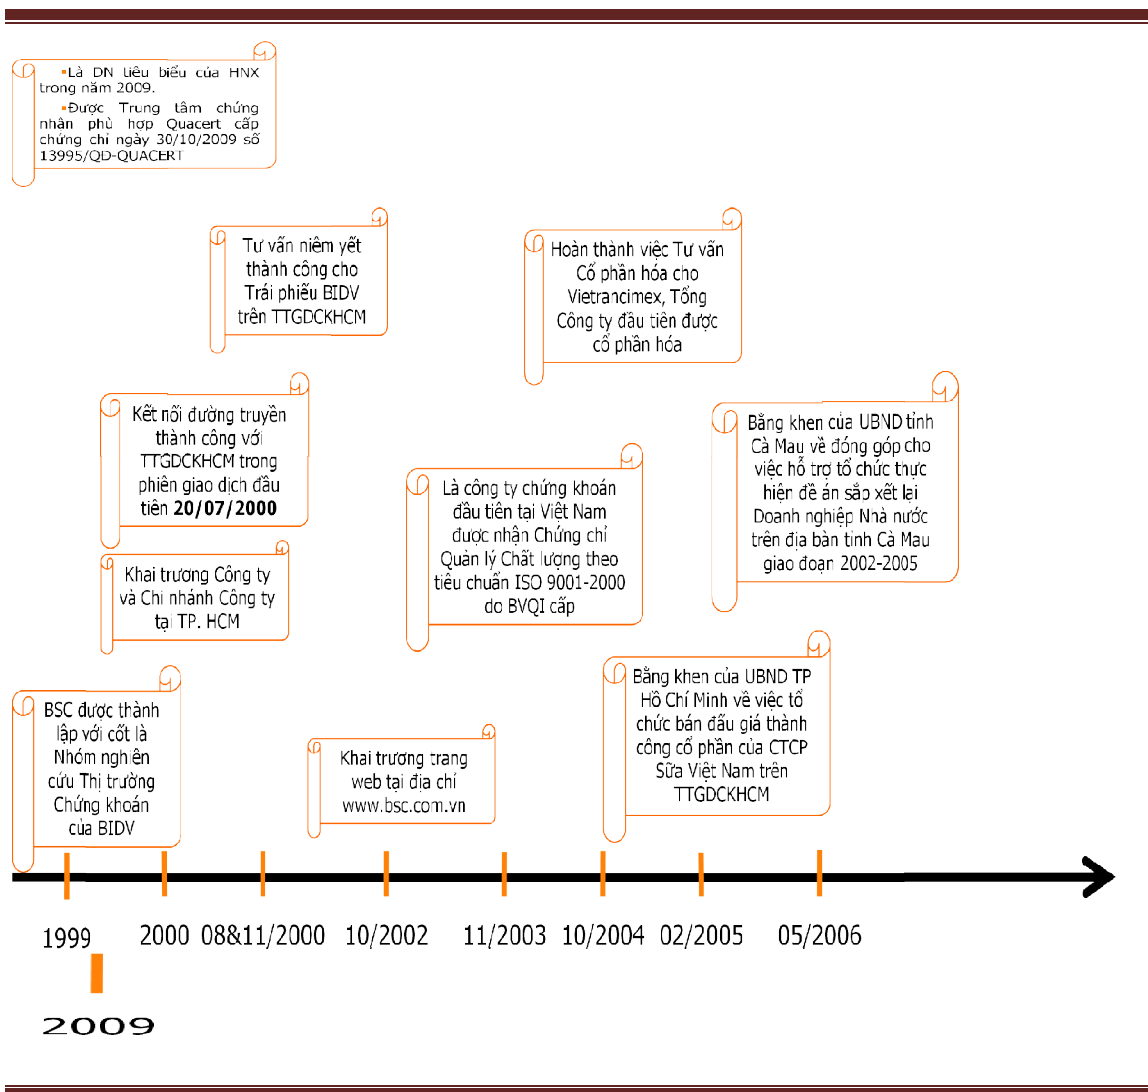 ▪Là DN tiêu biểu của HNX
trong năm 2009.
▪Được Trung tâm chứng
nhân phù hợp Quacert cấp
chứng chỉ ngày 30/10/2009 số
13995/QĐ-QUACERT
Tư vấn niêm yết
thành công cho
Trái phiếu BIDV
trên TTGDCKHCM
Hoàn thành việc Tư vấn
Cổ phần hóa cho
Vietrancimex, Tổng
Công ty đầu tiên được
cổ phần hóa
Kết nối đường truyền
thành công với
TTGDCKHCM trong
phiên giao dịch đầu
tiên 20/07/2000
Bằng khen của UBND tỉnh
Cà Mau về đóng góp cho
việc hỗ trợ tổ chức thực
hiện đề án sắp xết lại
Doanh nghiệp Nhà nước
trên địa bàn tỉnh Cà Mau
giao đoạn 2002-2005
Là công ty chứng khoán
đầu tiên tại Việt Nam
được nhận Chứng chỉ
Quản lý Chất lượng theo
tiêu chuẩn ISO 9001-2000
do BVQI cấp
Khai trương Công ty
và Chi nhánh Công ty
tại TP. HCM
Bằng khen của UBND TP
Hồ Chí Minh về việc tổ
chức bán đấu giá thành
công cổ phần của CTCP
Sữa Việt Nam trên
TTGDCKHCM
BSC được thành
lập với cốt là
Nhóm nghiên
cứu Thị trường
Chứng khoán
của BIDV
Khai trương trang
web tại địa chỉ
www.bsc.com.vn
1999 2000 08&11/2000 10/2002 11/2003 10/2004 02/2005 05/2006
2009